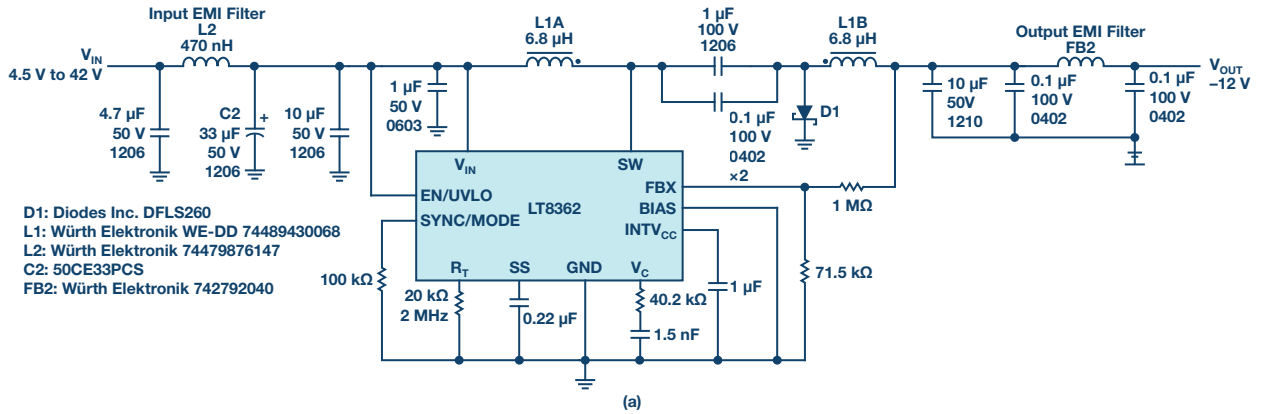 Input EMI Filter
L2
470 nH
V_IN
4.5 V to 42 V
4.7 µF
50 V
1206
C2
33 µF
50 V
1206
+
10 µF
50 V
1206
1 µF
50 V
0603
L1A
6.8 µH
1 µF
100 V
1206
0.1 µF
100 V
0402
×2
D1
L1B
6.8 µH
10 µF
50V
1210
0.1 µF
100 V
0402
Output EMI Filter
FB2
0.1 µF
100 V
0402
V_OUT
−12 V
V_IN
SW
EN/UVLO
SYNC/MODE
LT8362
FBX
BIAS
INTV_CC
R_T
SS
GND
V_C
1 MΩ
71.5 kΩ
100 kΩ
20 kΩ
2 MHz
0.22 µF
40.2 kΩ
1.5 nF
1 µF
D1: Diodes Inc. DFLS260
L1: Würth Elektronik WE-DD 74489430068
L2: Würth Elektronik 74479876147
C2: 50CE33PCS
FB2: Würth Elektronik 742792040
(a)